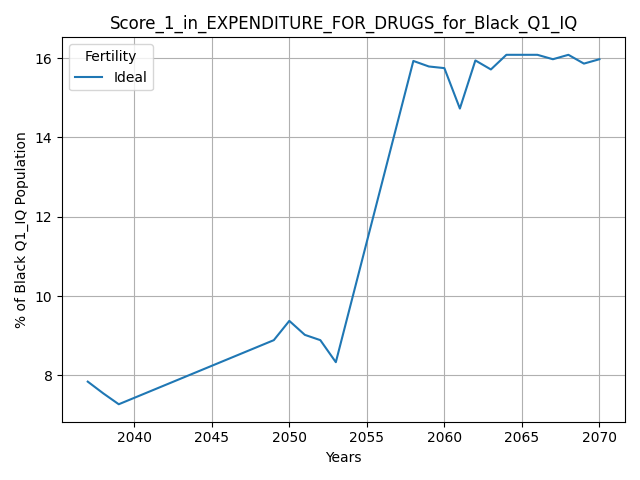 Score_1_in_EXPENDITURE_FOR_DRUGS_for_Black_Q1_IQ
Fertility
Ideal
% of Black Q1_IQ Population
16
14
12
10
8
2040 2045 2050 2055 2060 2065 2070
Years